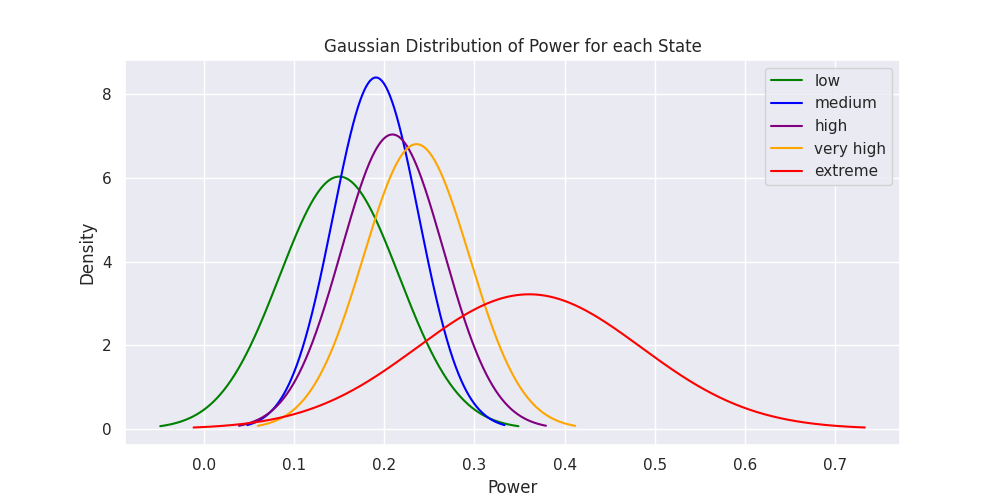 Gaussian Distribution of Power for each State
low
medium
high
very high
extreme
Density
8
6
4
2
0
0.0 0.1 0.2 0.3 0.4 0.5 0.6 0.7
Power